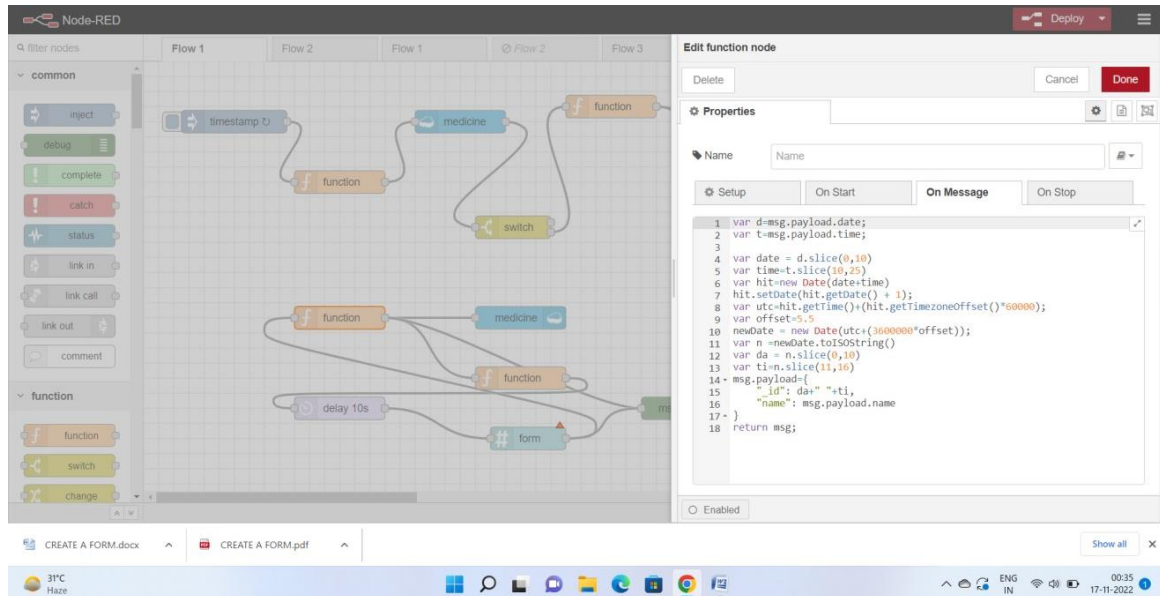 Node-RED
Deploy
filter nodes
Flow 1
Flow 2
Flow 1
Flow 2
Flow 3
common
inject
debug
complete
catch
status
link in
link call
link out
comment
function
function
switch
change
timestamp ↻
function
medicine
function
switch
function
medicine
function
delay 10s
form
ms
Edit function node
Delete
Cancel
Done
Properties
Name
Name
Setup
On Start
On Message
On Stop
1 var d=msg.payload.date;
2 var t=msg.payload.time;
3
4 var date = d.slice(0,10)
5 var time=t.slice(10,25)
6 var hit=new Date(date+time)
7 hit.setDate(hit.getDate() + 1);
8 var utc=hit.getTime()+(hit.getTimezoneOffset()*60000);
9 var offset=5.5
10 newDate = new Date(utc+(3600000*offset));
11 var n =newDate.toISOString()
12 var da = n.slice(0,10)
13 var ti=n.slice(11,16)
14 msg.payload={
15 "_id": da+" "+ti,
16 "name": msg.payload.name
17 }
18 return msg;
Enabled
CREATE A FORM.docx
CREATE A FORM.pdf
Show all
31°C
Haze
ENG
IN
00:35
17-11-2022
1